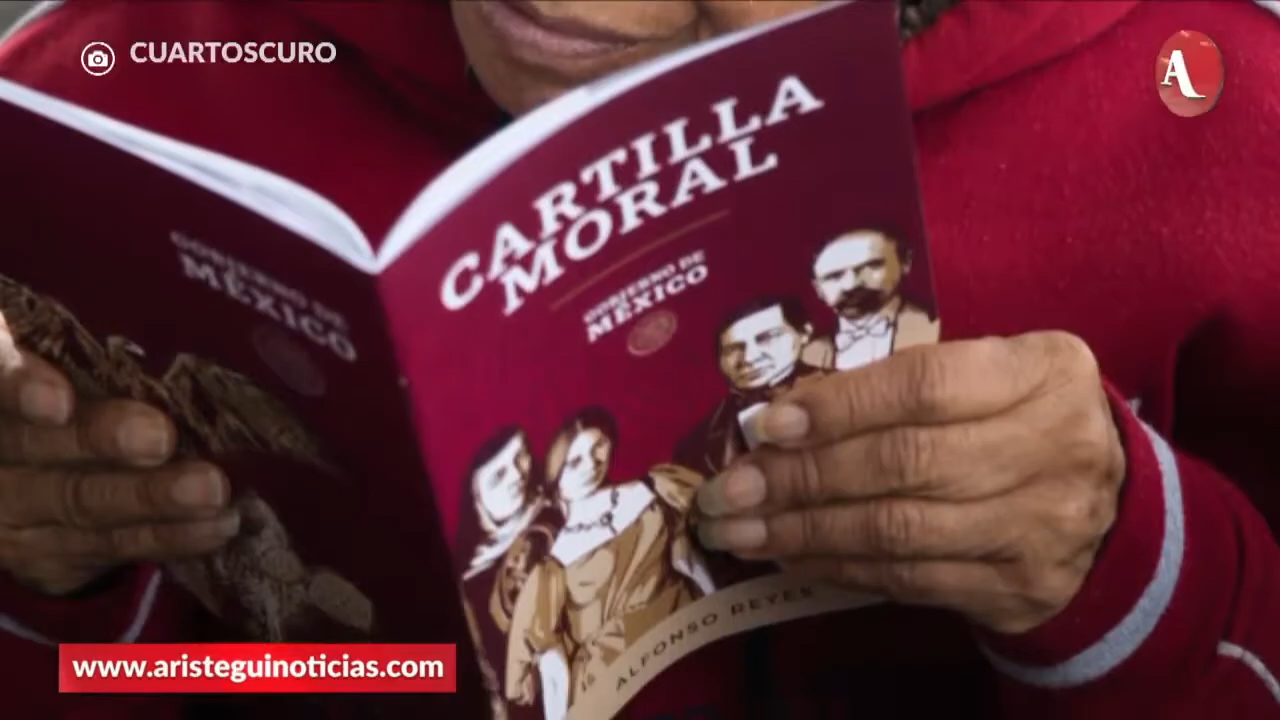 CUARTOSCURO
A
CARTILLA
MORAL
GOBIERNO DE
MÉXICO
GOBIERNO DE
MÉXICO
ALFONSO REYES
www.aristeguinoticias.com